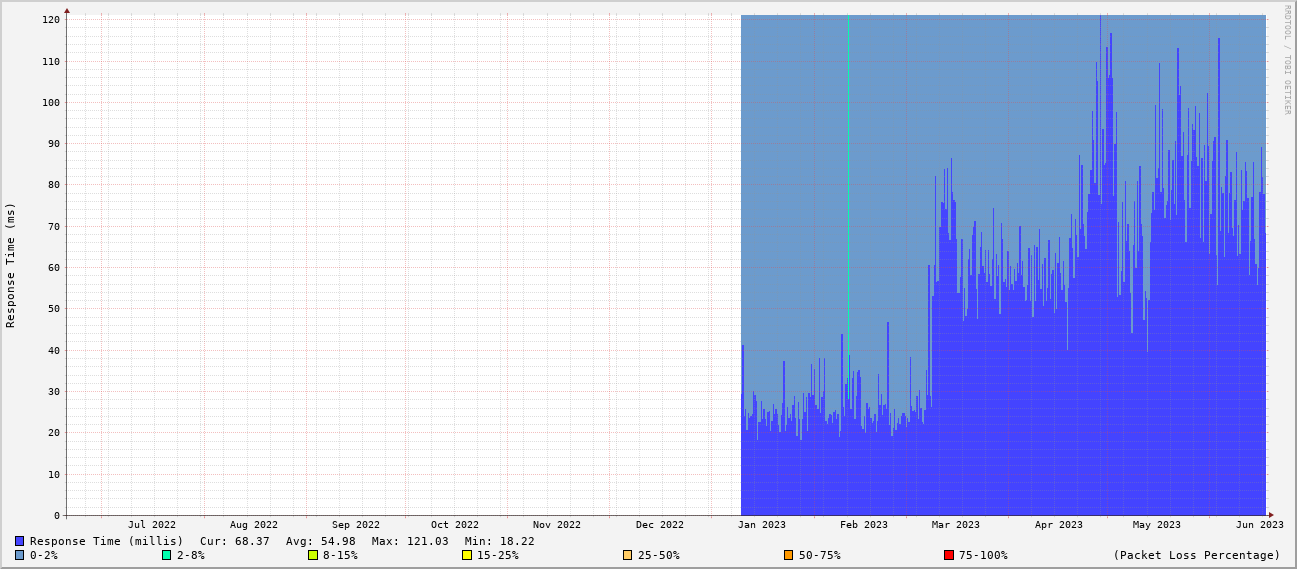 120
110
100
90
80
70
60
50
40
30
20
10
0
Response Time (ms)
RRDTOOL / TOBI OETIKER
Jul 2022 Aug 2022 Sep 2022 Oct 2022 Nov 2022 Dec 2022 Jan 2023 Feb 2023 Mar 2023 Apr 2023 May 2023 Jun 2023
Response Time (millis) Cur: 68.37 Avg: 54.98 Max: 121.03 Min: 18.22
0-2% 2-8% 8-15% 15-25% 25-50% 50-75% 75-100% (Packet Loss Percentage)